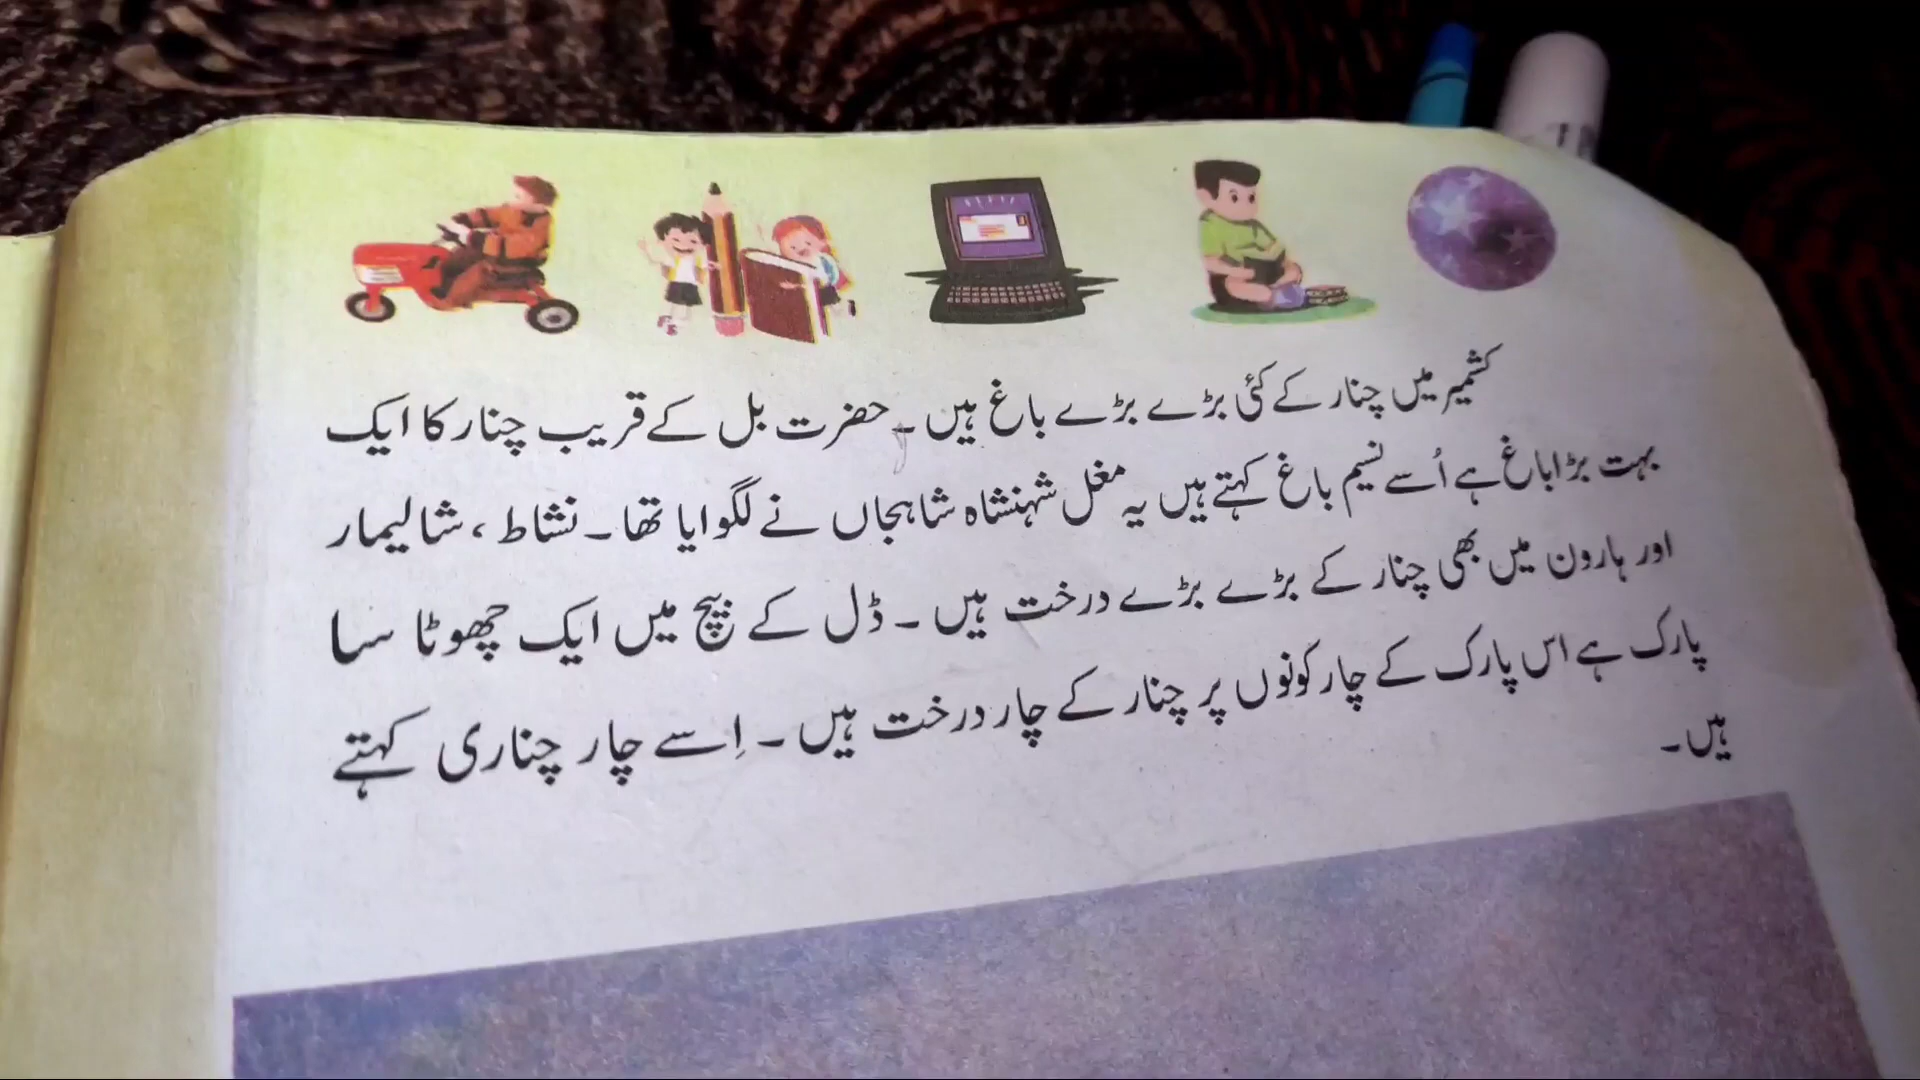 کشمیر میں چنار کے کئی بڑے بڑے باغ ہیں۔ حضرت بل کے قریب چنار کا ایک
بہت بڑا باغ ہے اُسے نسیم باغ کہتے ہیں یہ مغل شہنشاہ شاہجاں نے لگوایا تھا۔ نشاط ، شالیمار
اور ہارون میں بھی چنار کے بڑے بڑے درخت ہیں۔ ڈل کے بیچ میں ایک چھوٹا سا
پارک ہے اس پارک کے چار کونوں پر چنار کے چار درخت ہیں۔ اِسے چار چناری کہتے
ہیں۔